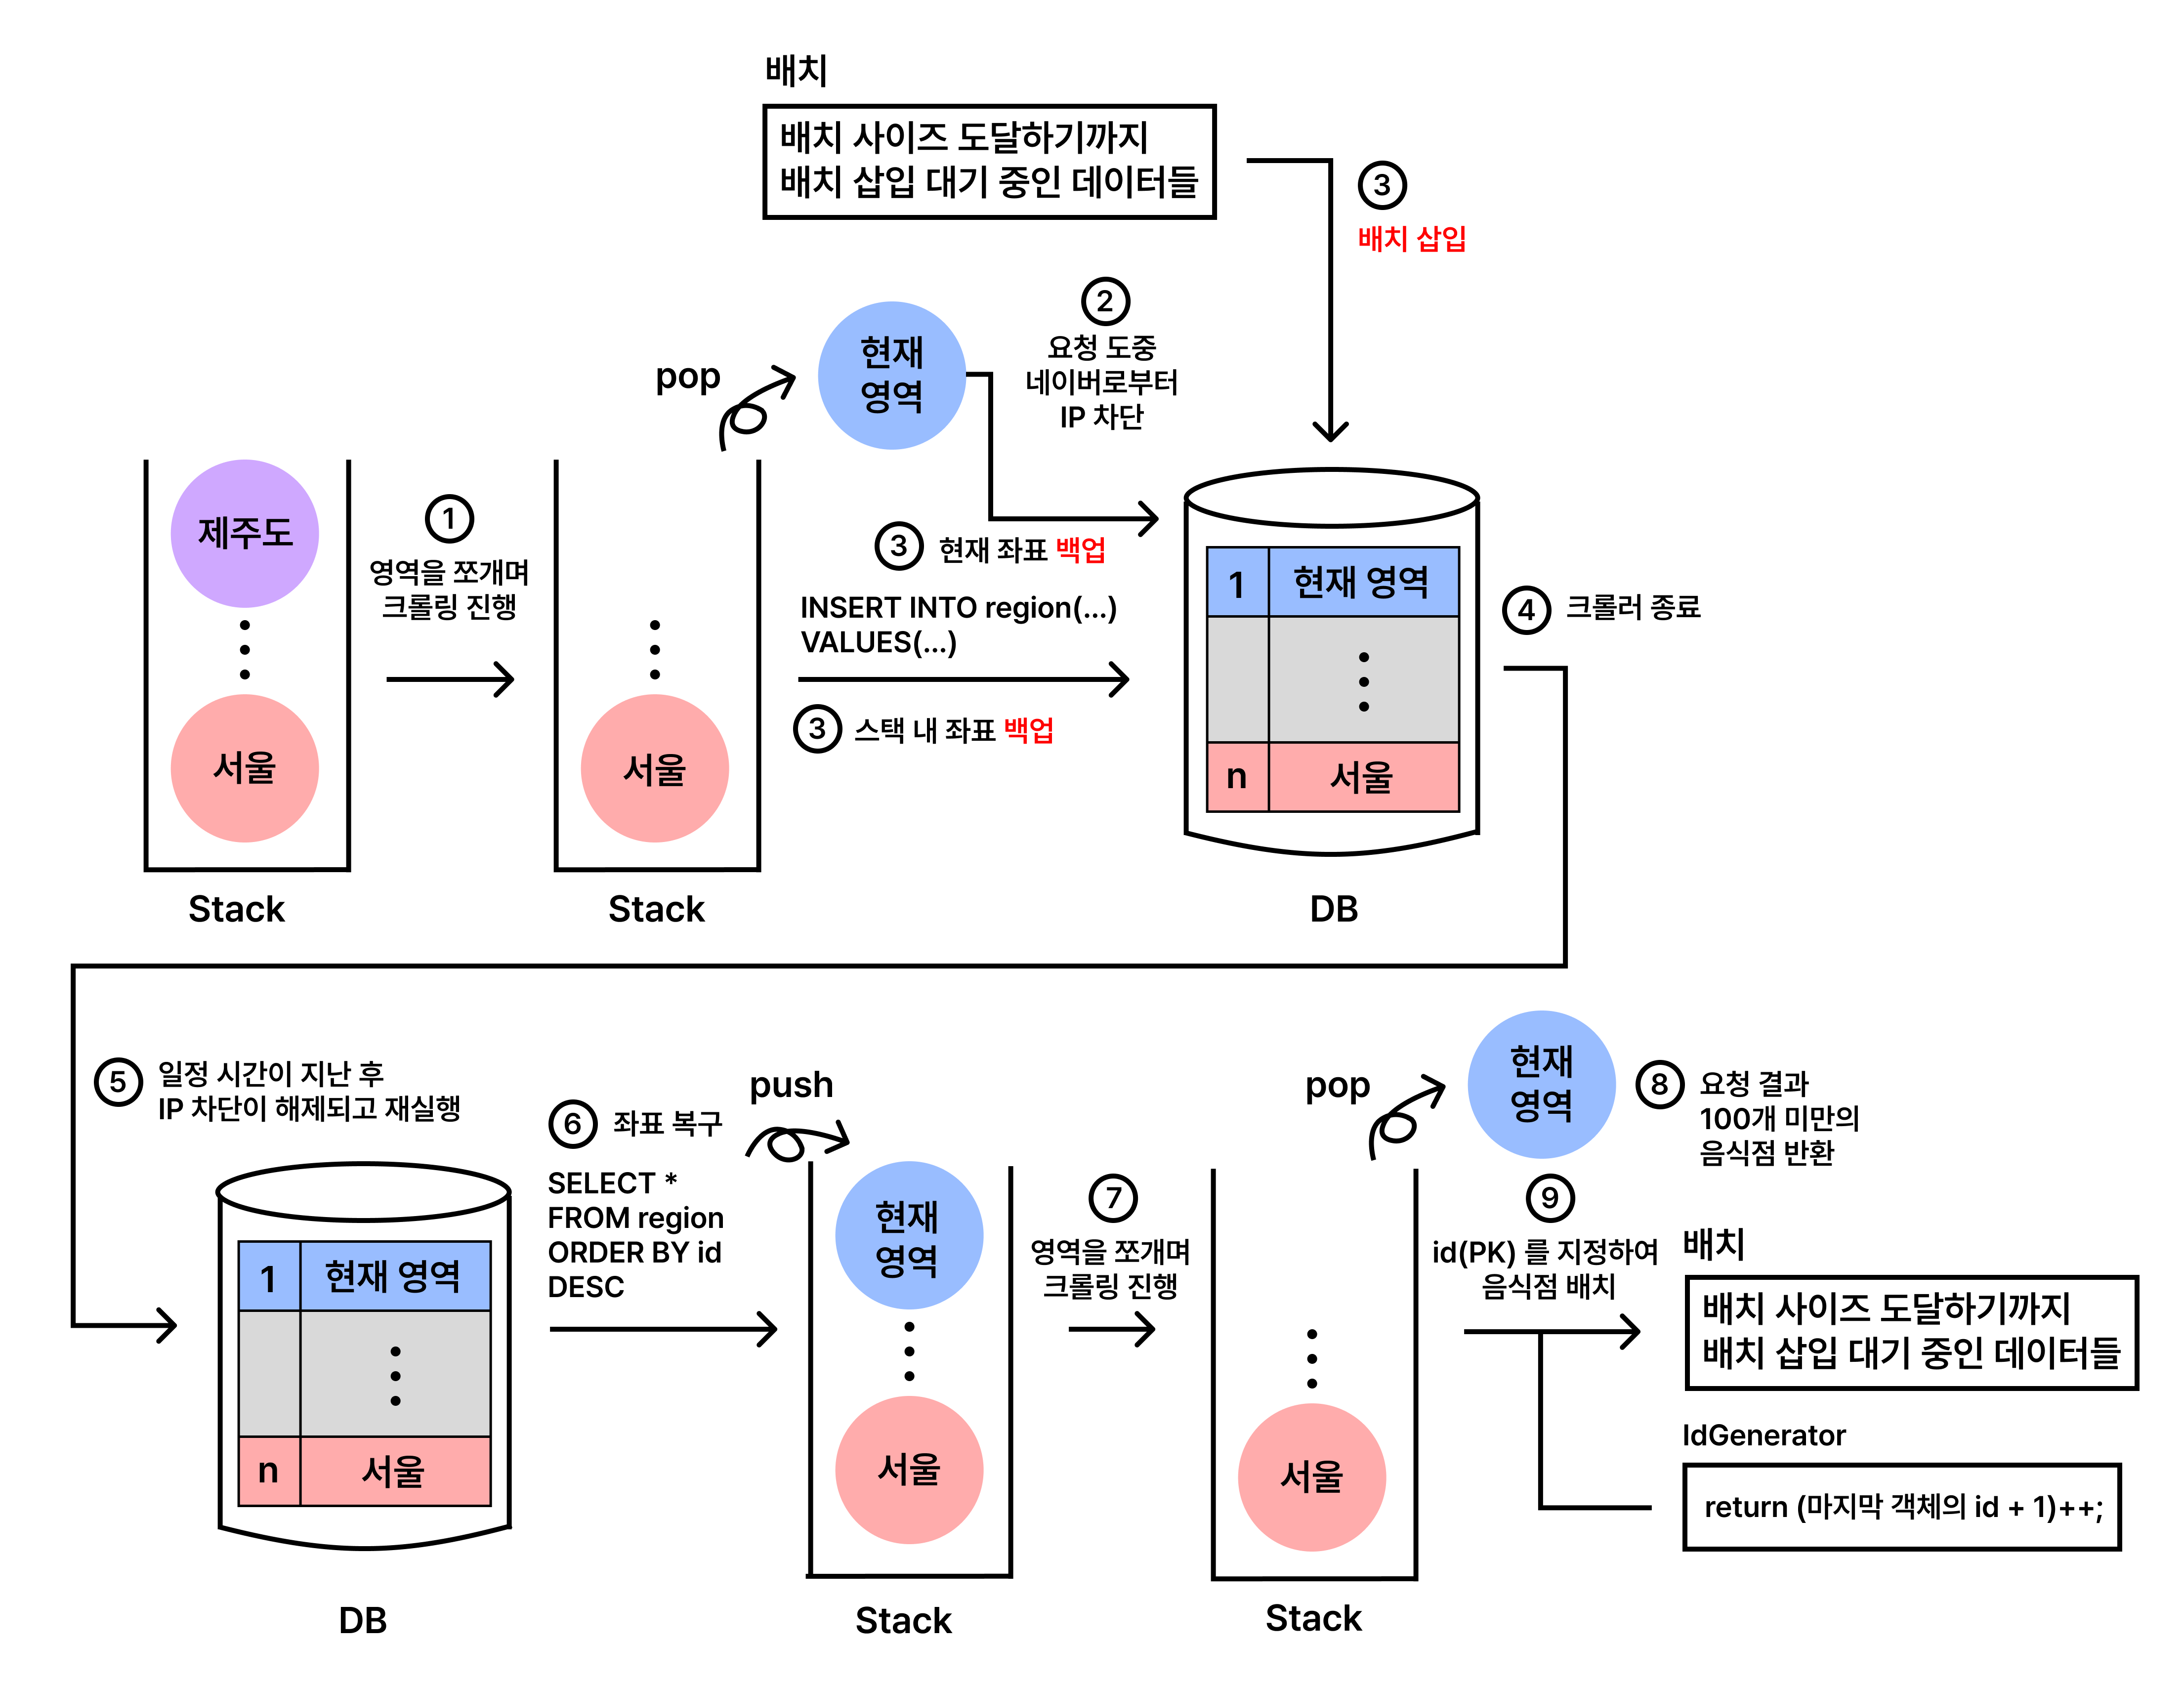 배치
배치 사이즈 도달하기까지
배치 삽입 대기 중인 데이터들
3
배치 삽입
2
요청 도중
네이버로부터
IP 차단
pop
현재
영역
제주도
서울
Stack
1
영역을 쪼개며
크롤링 진행
서울
Stack
3 현재 좌표 백업
INSERT INTO region(...)
VALUES(...)
3 스택 내 좌표 백업
1 현재 영역
n 서울
DB
4 크롤러 종료
5 일정 시간이 지난 후
IP 차단이 해제되고 재실행
1 현재 영역
n 서울
DB
6 좌표 복구
SELECT *
FROM region
ORDER BY id
DESC
push
현재
영역
서울
Stack
7
영역을 쪼개며
크롤링 진행
pop
현재
영역
서울
Stack
8 요청 결과
100개 미만의
음식점 반환
9
id(PK) 를 지정하여
음식점 배치
배치
배치 사이즈 도달하기까지
배치 삽입 대기 중인 데이터들
IdGenerator
return (마지막 객체의 id + 1)++;